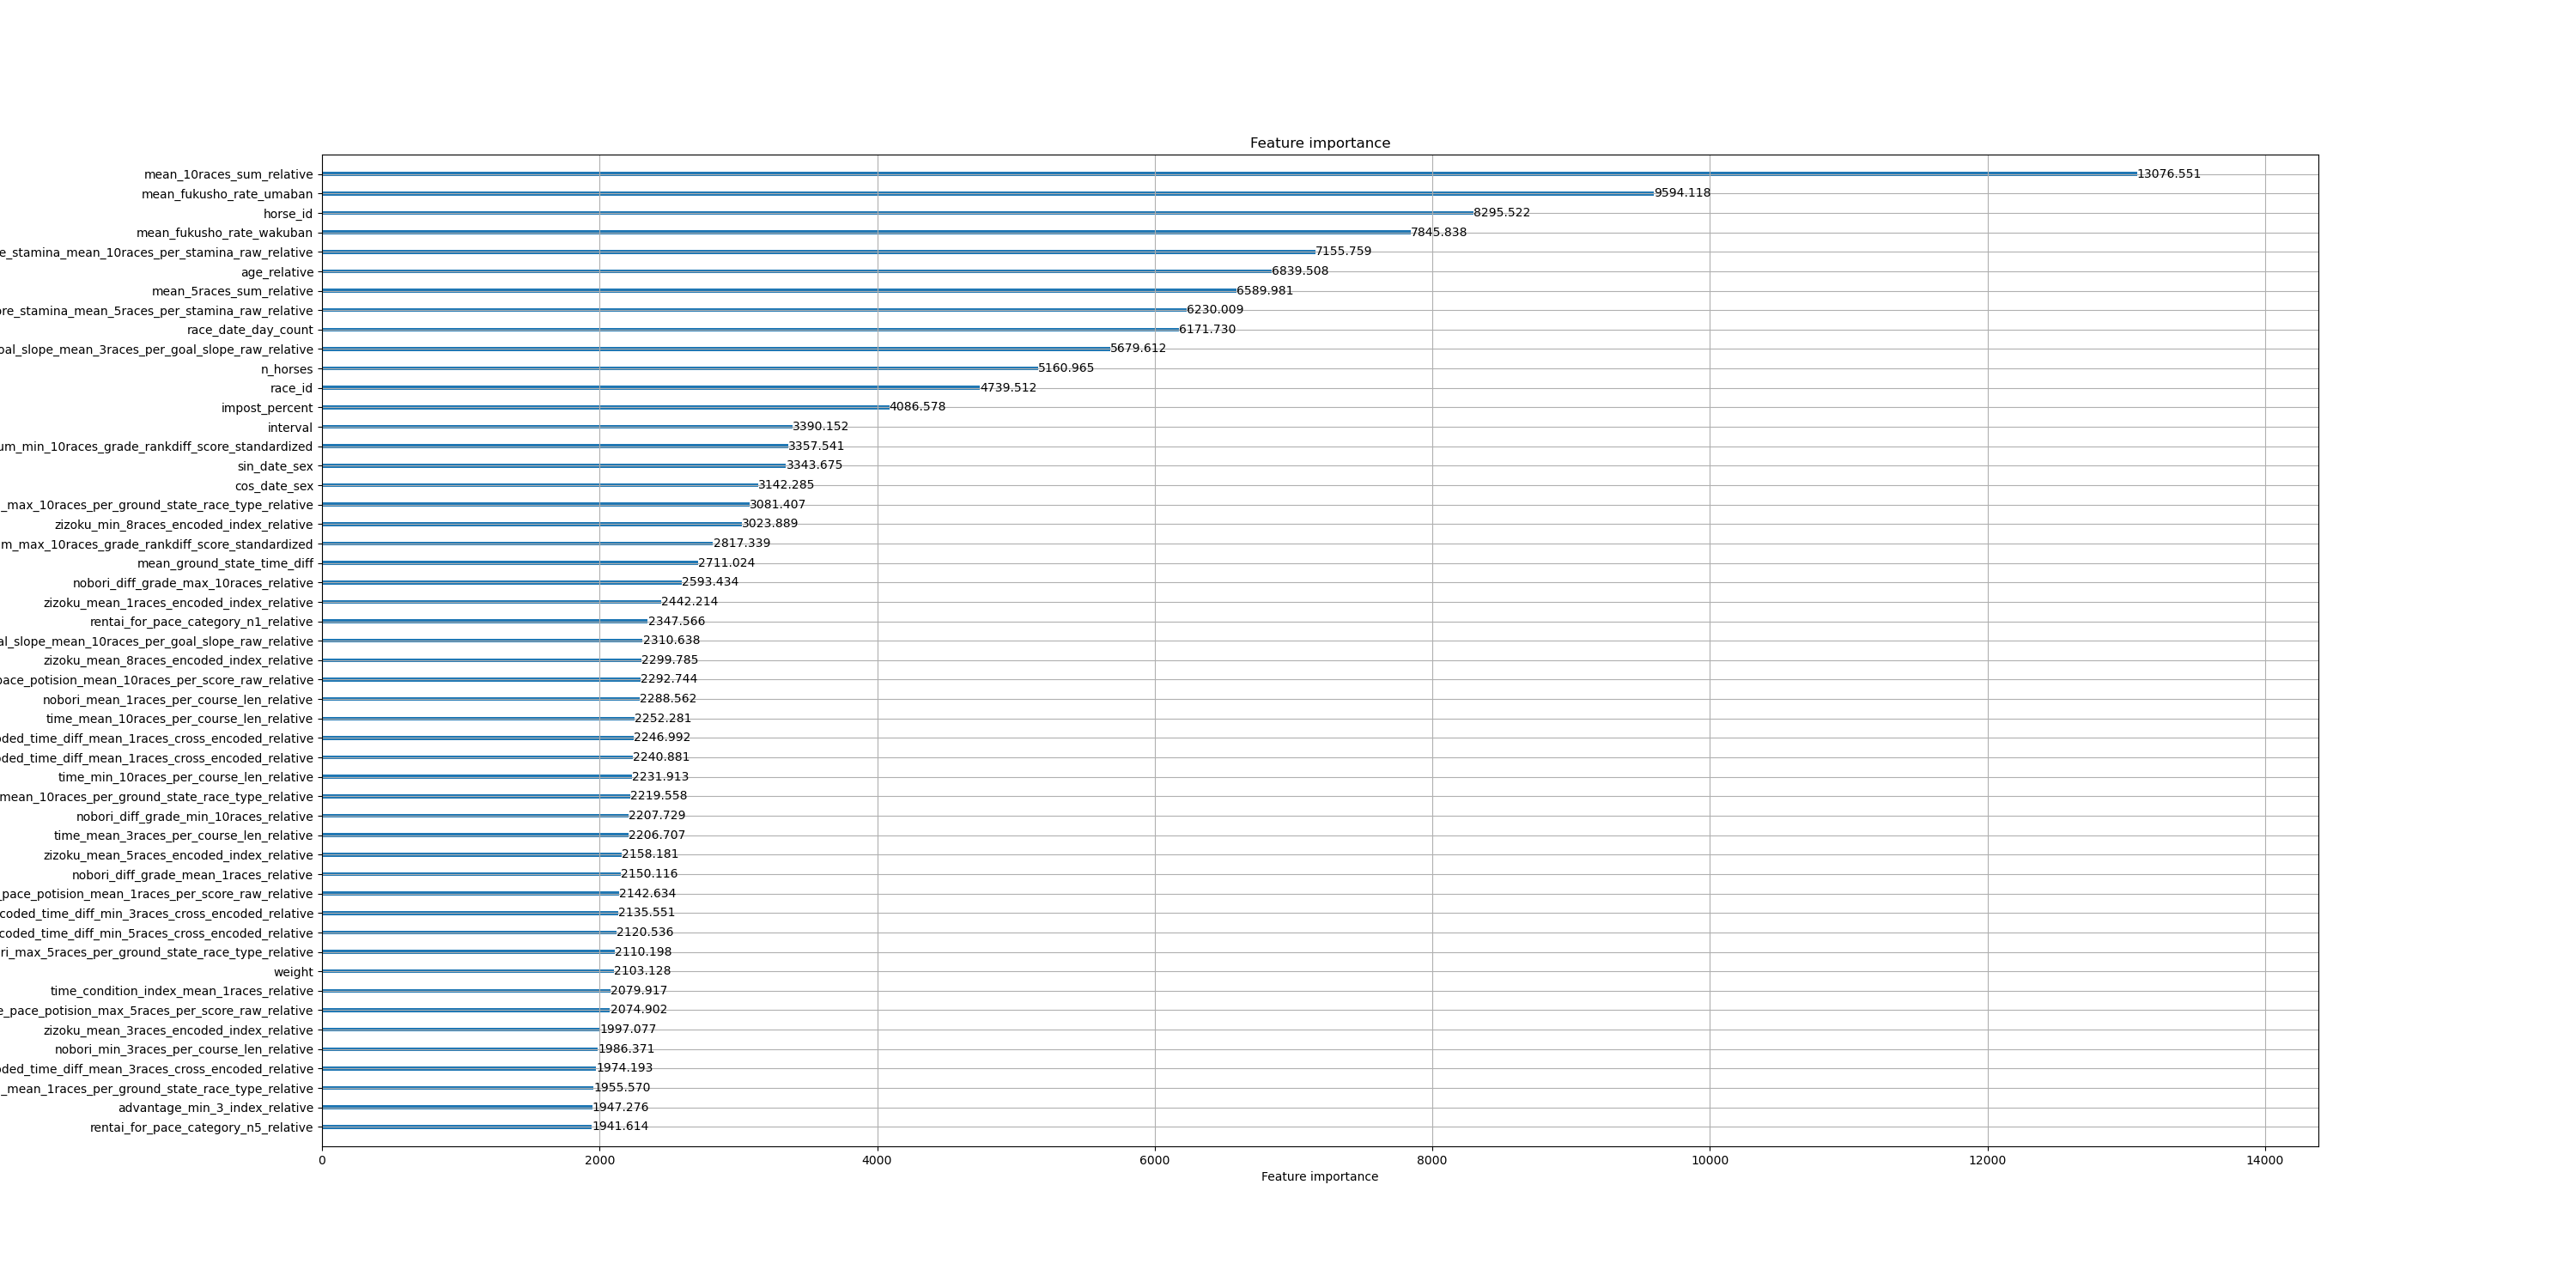 Feature importance
mean_10races_sum_relative 13076.551
mean_fukusho_rate_umaban 9594.118
horse_id 8295.522
mean_fukusho_rate_wakuban 7845.838
e_stamina_mean_10races_per_stamina_raw_relative 7155.759
age_relative 6839.508
mean_5races_sum_relative 6589.981
ore_stamina_mean_5races_per_stamina_raw_relative 6230.009
race_date_day_count 6171.730
oal_slope_mean_3races_per_goal_slope_raw_relative 5679.612
n_horses 5160.965
race_id 4739.512
impost_percent 4086.578
interval 3390.152
um_min_10races_grade_rankdiff_score_standardized 3357.541
sin_date_sex 3343.675
cos_date_sex 3142.285
_max_10races_per_ground_state_race_type_relative 3081.407
zizoku_min_8races_encoded_index_relative 3023.889
m_max_10races_grade_rankdiff_score_standardized 2817.339
mean_ground_state_time_diff 2711.024
nobori_diff_grade_max_10races_relative 2593.434
zizoku_mean_1races_encoded_index_relative 2442.214
rentai_for_pace_category_n1_relative 2347.566
al_slope_mean_10races_per_goal_slope_raw_relative 2310.638
zizoku_mean_8races_encoded_index_relative 2299.785
pace_potision_mean_10races_per_score_raw_relative 2292.744
nobori_mean_1races_per_course_len_relative 2288.562
time_mean_10races_per_course_len_relative 2252.281
oded_time_diff_mean_1races_cross_encoded_relative 2246.992
ded_time_diff_mean_1races_cross_encoded_relative 2240.881
time_min_10races_per_course_len_relative 2231.913
mean_10races_per_ground_state_race_type_relative 2219.558
nobori_diff_grade_min_10races_relative 2207.729
time_mean_3races_per_course_len_relative 2206.707
zizoku_mean_5races_encoded_index_relative 2158.181
nobori_diff_grade_mean_1races_relative 2150.116
_pace_potision_mean_1races_per_score_raw_relative 2142.634
coded_time_diff_min_3races_cross_encoded_relative 2135.551
coded_time_diff_min_5races_cross_encoded_relative 2120.536
ri_max_5races_per_ground_state_race_type_relative 2110.198
weight 2103.128
time_condition_index_mean_1races_relative 2079.917
e_pace_potision_max_5races_per_score_raw_relative 2074.902
zizoku_mean_3races_encoded_index_relative 1997.077
nobori_min_3races_per_course_len_relative 1986.371
ded_time_diff_mean_3races_cross_encoded_relative 1974.193
_mean_1races_per_ground_state_race_type_relative 1955.570
advantage_min_3_index_relative 1947.276
rentai_for_pace_category_n5_relative 1941.614
0 2000 4000 6000 8000 10000 12000 14000
Feature importance